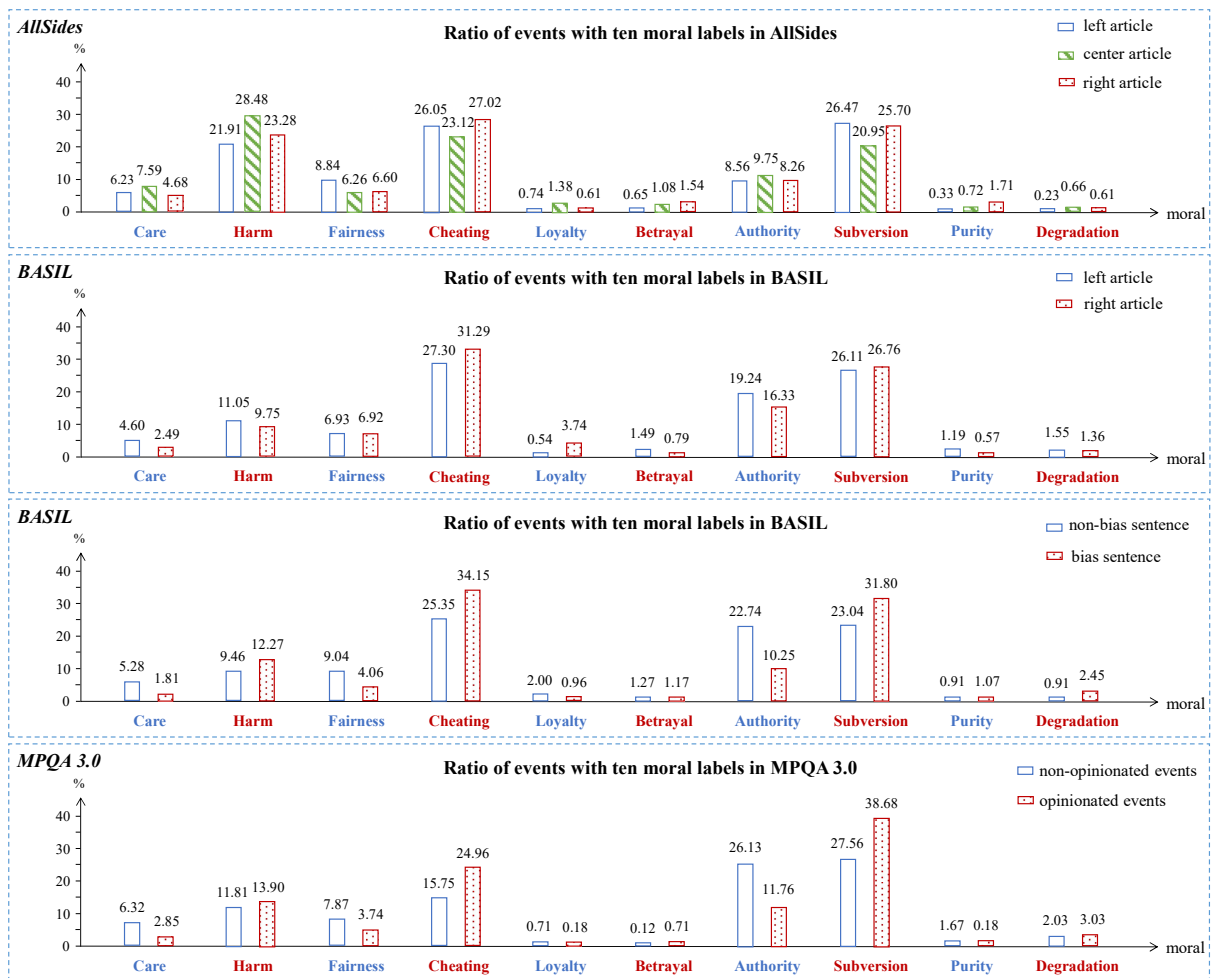 AllSides
Ratio of events with ten moral labels in AllSides
left article
center article
right article
%
40
30
20
10
0
6.23 7.59 4.68
21.91 28.48 23.28
8.84 6.26 6.60
26.05 23.12 27.02
0.74 1.38 0.61
0.65 1.08 1.54
8.56 9.75 8.26
26.47 20.95 25.70
0.33 0.72 1.71
0.23 0.66 0.61
moral
Care Harm Fairness Cheating Loyalty Betrayal Authority Subversion Purity Degradation
BASIL
Ratio of events with ten moral labels in BASIL
left article
right article
%
40
30
20
10
0
4.60 2.49
11.05 9.75
6.93 6.92
27.30 31.29
0.54 3.74
1.49 0.79
19.24 16.33
26.11 26.76
1.19 0.57
1.55 1.36
moral
Care Harm Fairness Cheating Loyalty Betrayal Authority Subversion Purity Degradation
BASIL
Ratio of events with ten moral labels in BASIL
non-bias sentence
bias sentence
%
40
30
20
10
0
5.28 1.81
9.46 12.27
9.04 4.06
25.35 34.15
2.00 0.96
1.27 1.17
22.74 10.25
23.04 31.80
0.91 1.07
0.91 2.45
moral
Care Harm Fairness Cheating Loyalty Betrayal Authority Subversion Purity Degradation
MPQA 3.0
Ratio of events with ten moral labels in MPQA 3.0
non-opinionated events
opinionated events
%
40
30
20
10
0
6.32 2.85
11.81 13.90
7.87 3.74
15.75 24.96
0.71 0.18
0.12 0.71
26.13 11.76
27.56 38.68
1.67 0.18
2.03 3.03
moral
Care Harm Fairness Cheating Loyalty Betrayal Authority Subversion Purity Degradation